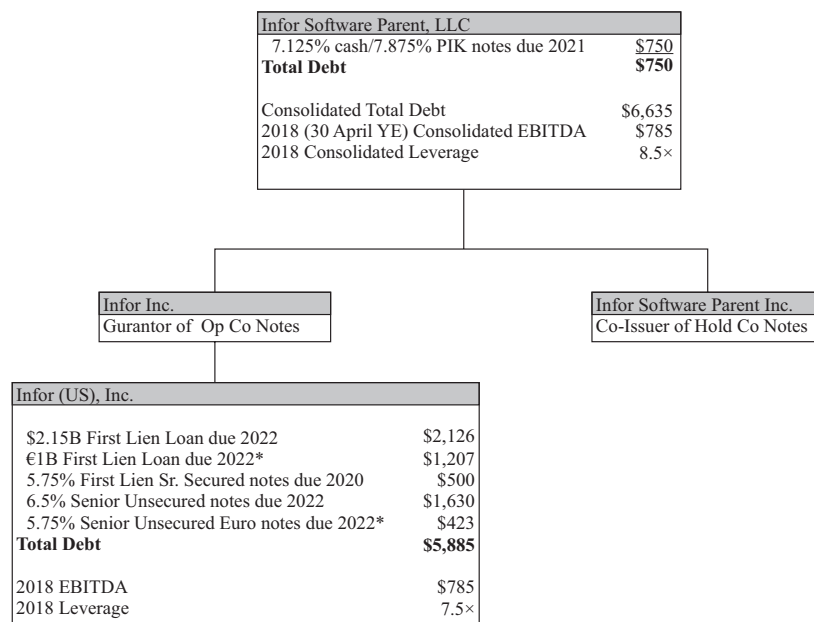 Infor Software Parent, LLC
7.125% cash/7.875% PIK notes due 2021 $750
Total Debt $750
Consolidated Total Debt $6,635
2018 (30 April YE) Consolidated EBITDA $785
2018 Consolidated Leverage 8.5×
Infor Inc.
Gurantor of Op Co Notes
Infor Software Parent Inc.
Co-Issuer of Hold Co Notes
Infor (US), Inc.
$2.15B First Lien Loan due 2022 $2,126
€1B First Lien Loan due 2022* $1,207
5.75% First Lien Sr. Secured notes due 2020 $500
6.5% Senior Unsecured notes due 2022 $1,630
5.75% Senior Unsecured Euro notes due 2022* $423
Total Debt $5,885
2018 EBITDA $785
2018 Leverage 7.5×